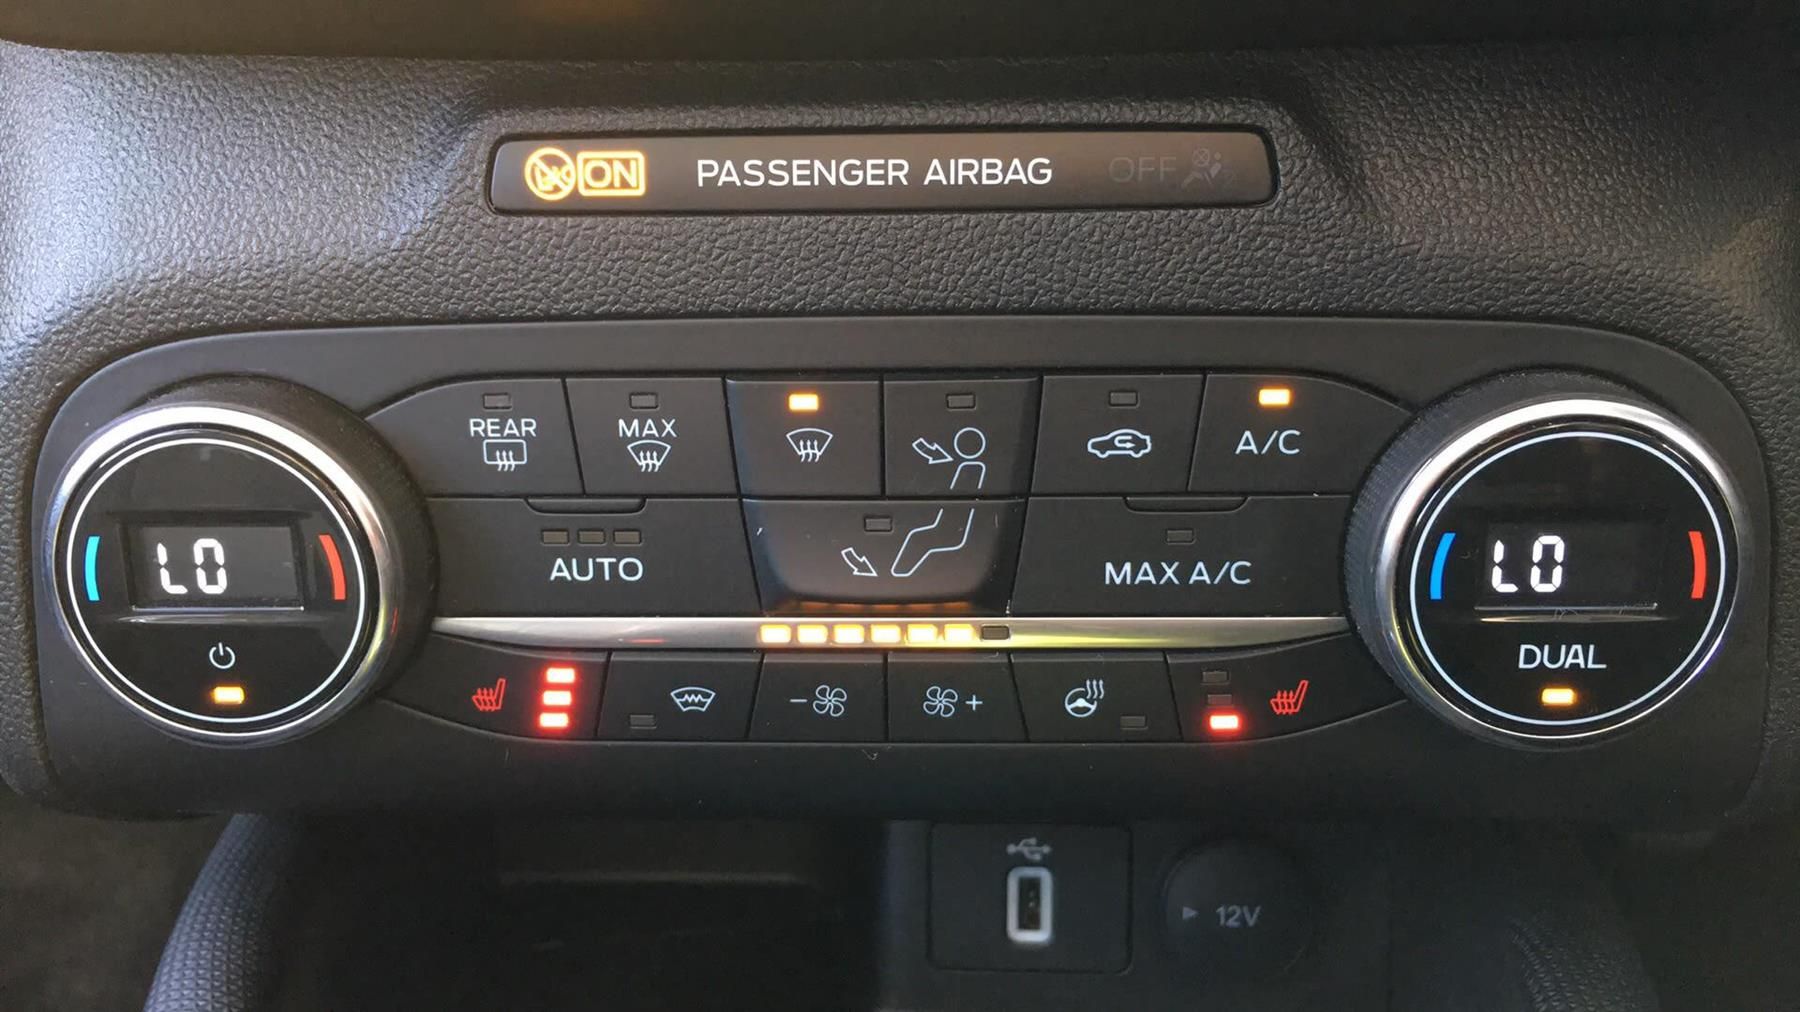 ON PASSENGER AIRBAG OFF
REAR
MAX
A/C
AUTO
MAX A/C
LO
LO
DUAL
- +
12V